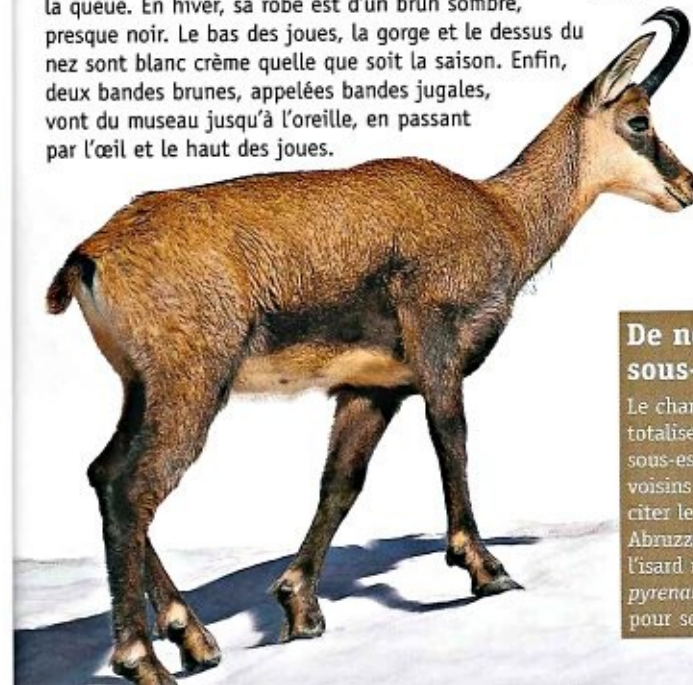 la queue. En hiver, sa robe est d'un brun sombre,
presque noir. Le bas des joues, la gorge et le dessus du
nez sont blanc crème quelle que soit la saison. Enfin,
deux bandes brunes, appelées bandes jugales,
vont du museau jusqu'à l'oreille, en passant
par l'œil et le haut des joues.
De
sous-
Le
totalise
sous-es
voisins
citer le
Abruzz
l'isard
pyrena
pour